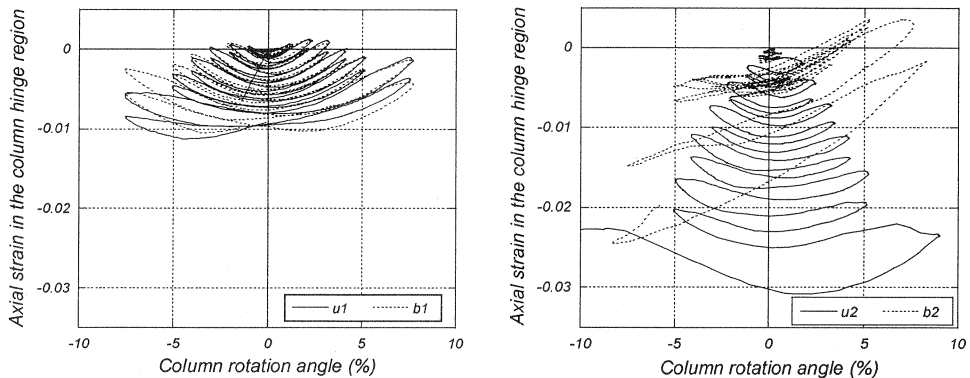 Axial strain in the column hinge region
0
-0.01
-0.02
-0.03
-10
-5
0
5
10
Column rotation angle (%)
u1
b1
Axial strain in the column hinge region
0
-0.01
-0.02
-0.03
-10
-5
0
5
10
Column rotation angle (%)
u2
b2